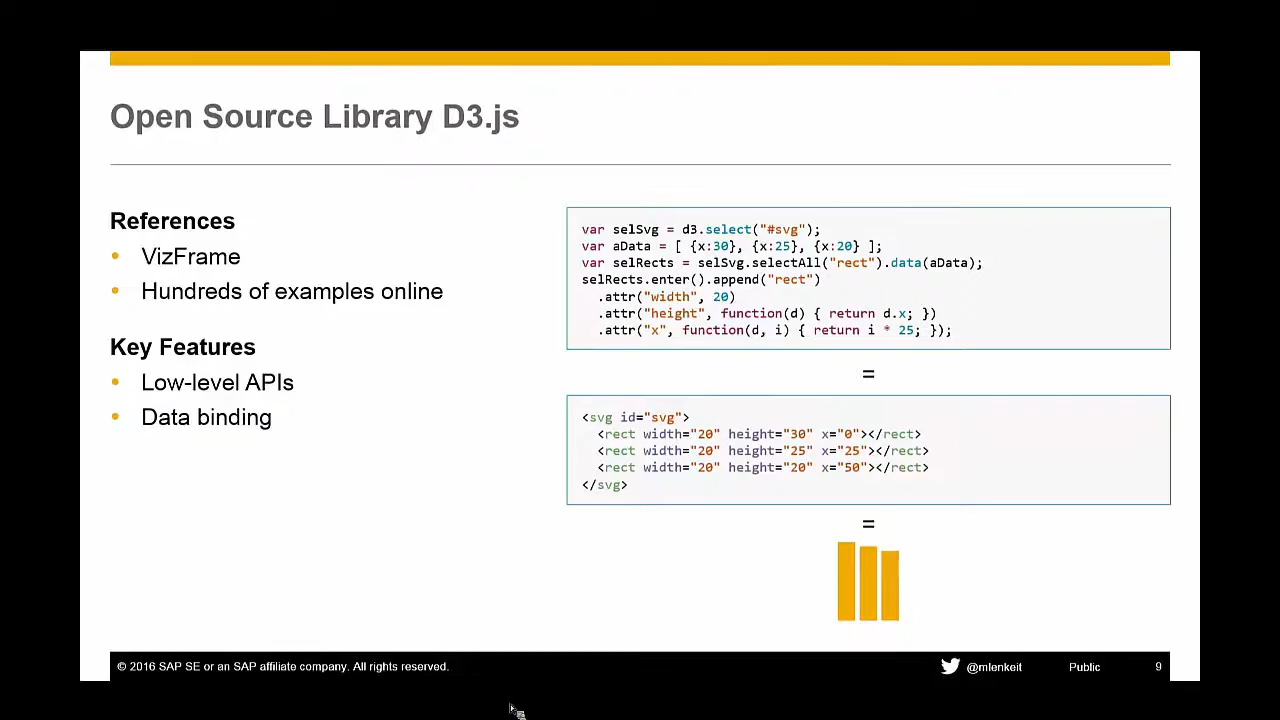 Open Source Library D3.js
References
• VizFrame
• Hundreds of examples online
Key Features
• Low-level APIs
• Data binding
var selSvg = d3.select("#svg");
var aData = [ {x:30}, {x:25}, {x:20} ];
var selRects = selSvg.selectAll("rect").data(aData);
selRects.enter().append("rect")
  .attr("width", 20)
  .attr("height", function(d) { return d.x; })
  .attr("x", function(d, i) { return i * 25; });
=
<svg id="svg">
  <rect width="20" height="30" x="0"></rect>
  <rect width="20" height="25" x="25"></rect>
  <rect width="20" height="20" x="50"></rect>
</svg>
=
© 2016 SAP SE or an SAP affiliate company. All rights reserved.
@mlenkeit
Public
9